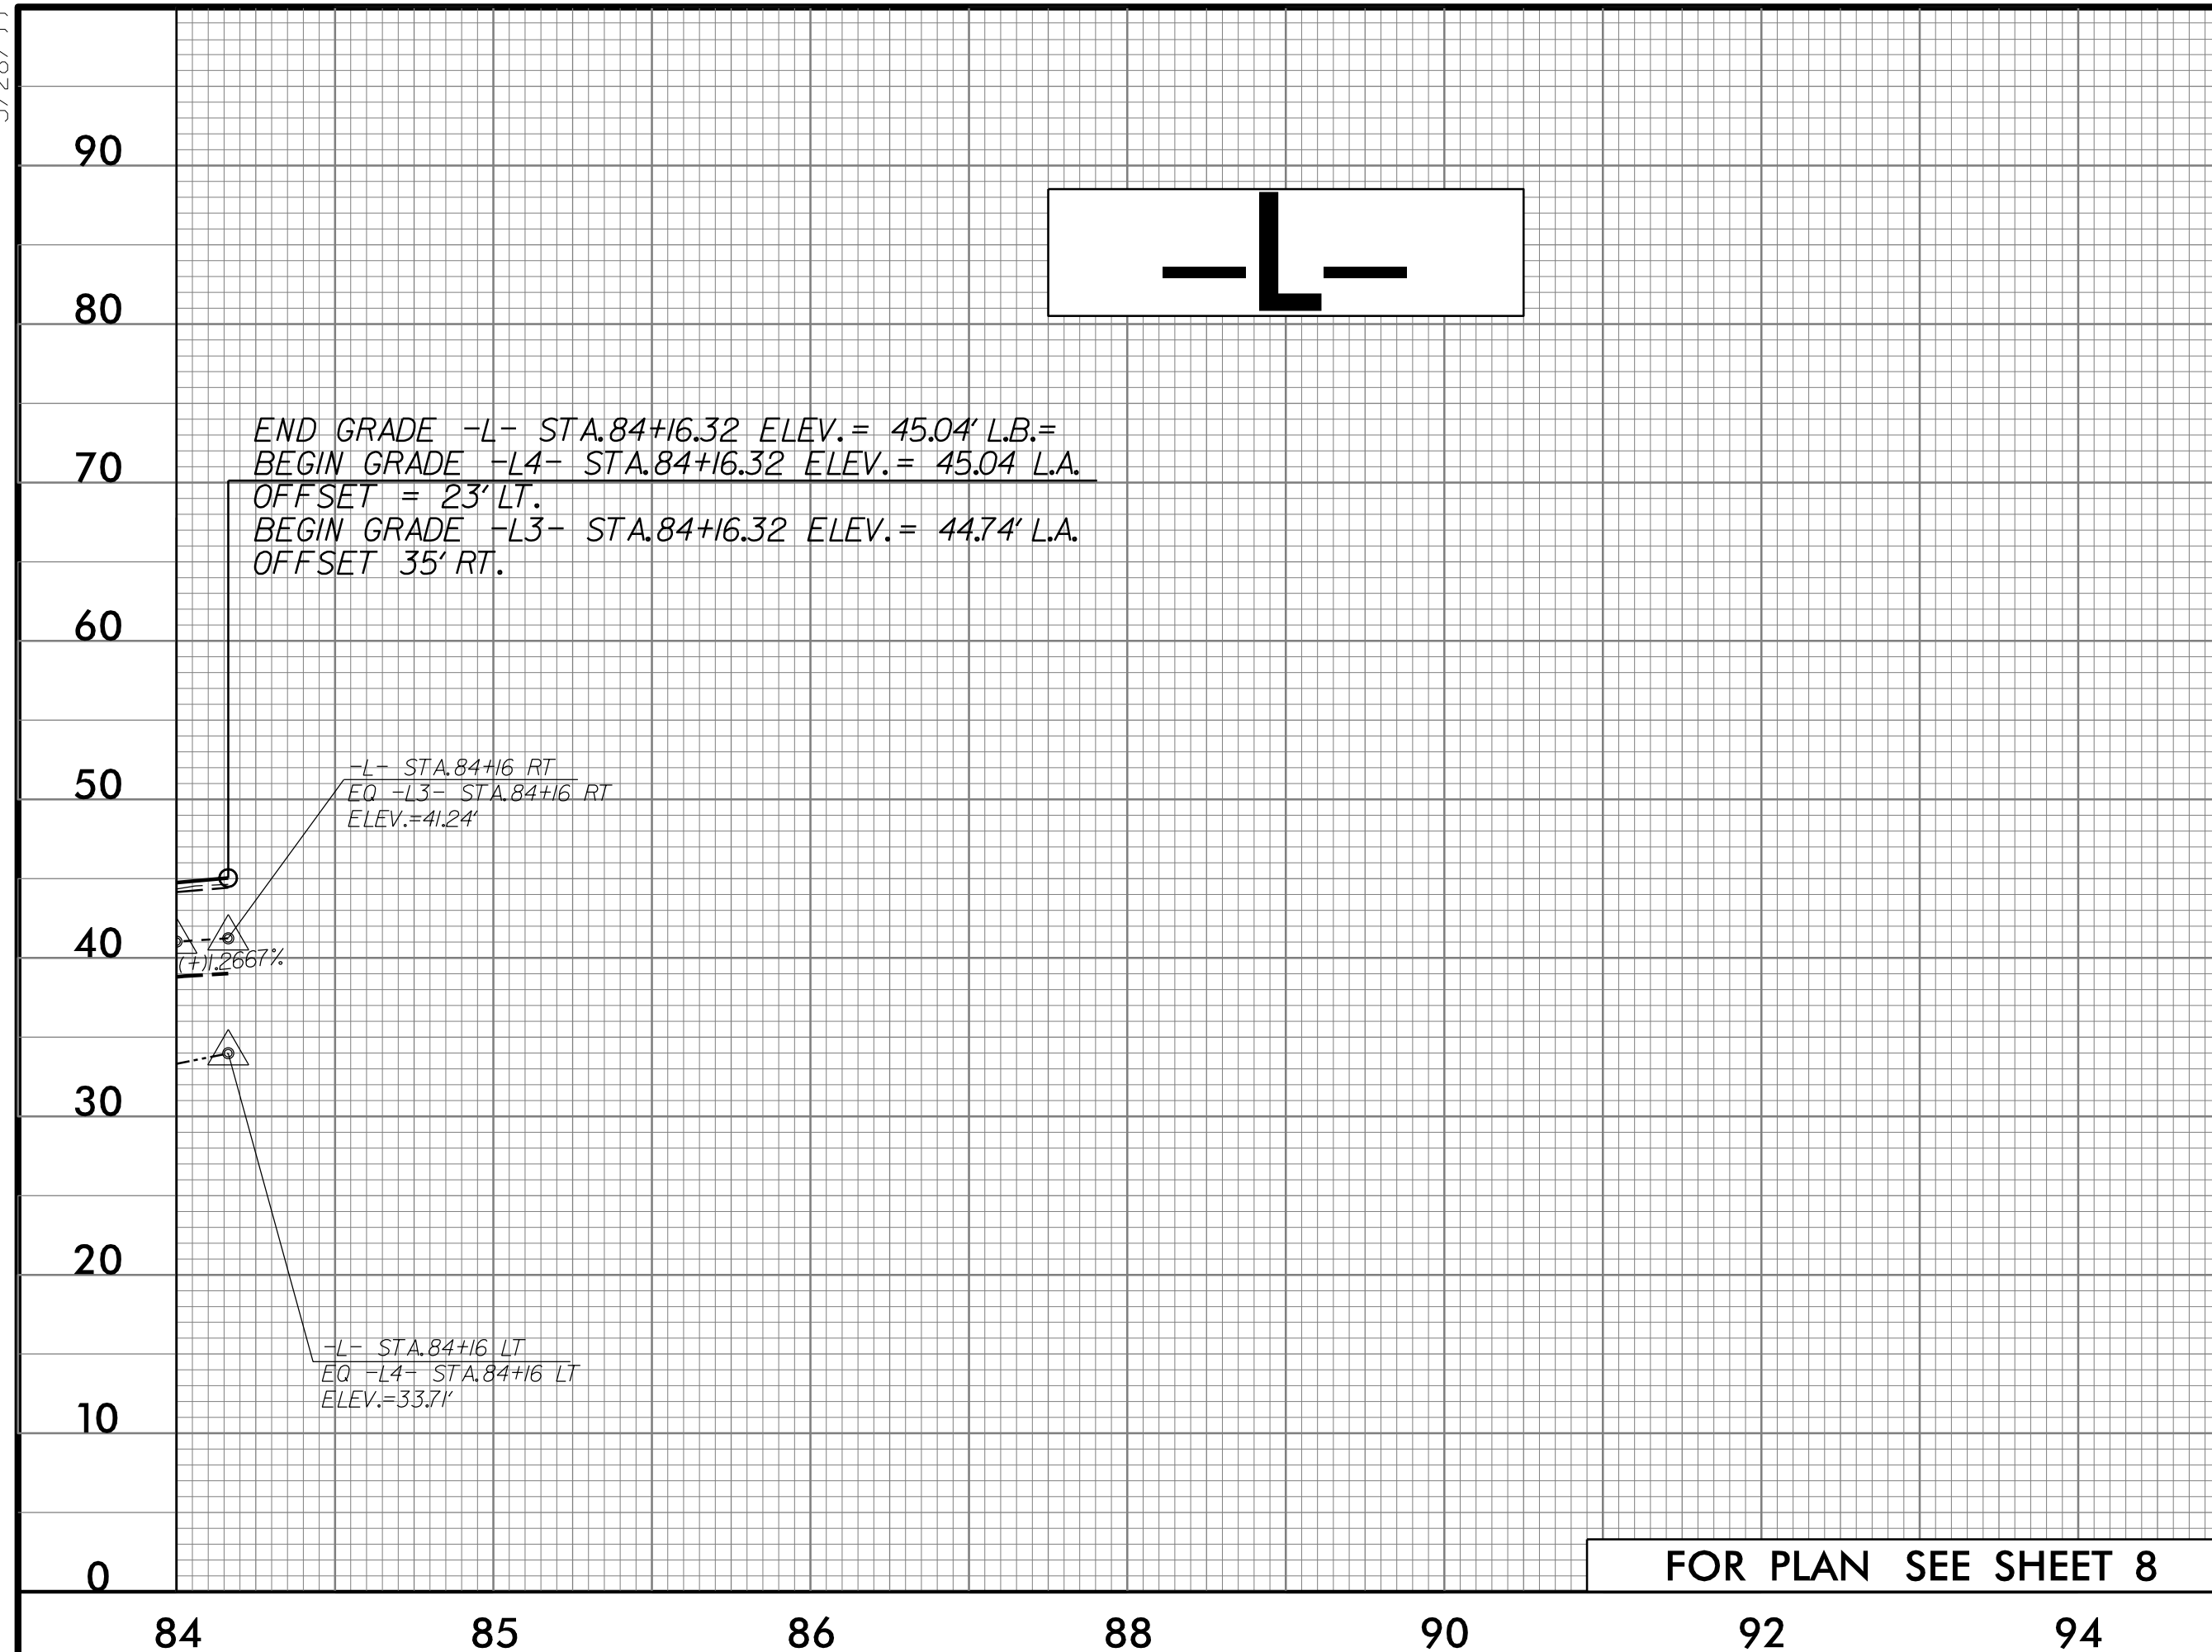 90
-L-
80
END GRADE -L- STA.84+16.32 ELEV.= 45.04' L.B.=
BEGIN GRADE -L4- STA.84+16.32 ELEV.= 45.04 L.A.
70
OFFSET = 23' LT.
BEGIN GRADE -L3- STA.84+16.32 ELEV.= 44.74' L.A.
OFFSET 35' RT.
60
-L- STA.84+16 RT
50
EQ -L3- STA.84+16 RT
ELEV.=41.24'
40
(+)1.2667%
30
20
-L- STA.84+16 LT
EQ -L4- STA.84+16 LT
ELEV.=33.71'
10
FOR PLAN SEE SHEET 8
0
84 85 86 88 90 92 94